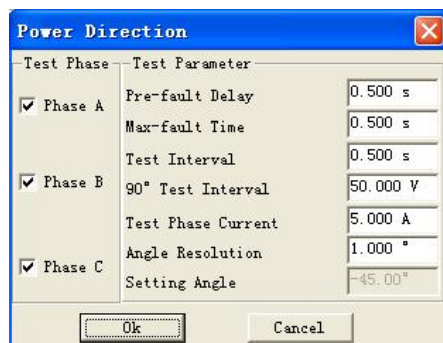 Power Direction
Test Phase
Test Parameter
Phase A
Phase B
Phase C
Pre-fault Delay 0.500 s
Max-fault Time 0.500 s
Test Interval 0.500 s
90° Test Interval 50.000 V
Test Phase Current 5.000 A
Angle Resolution 1.000 °
Setting Angle -45.00°
Ok
Cancel